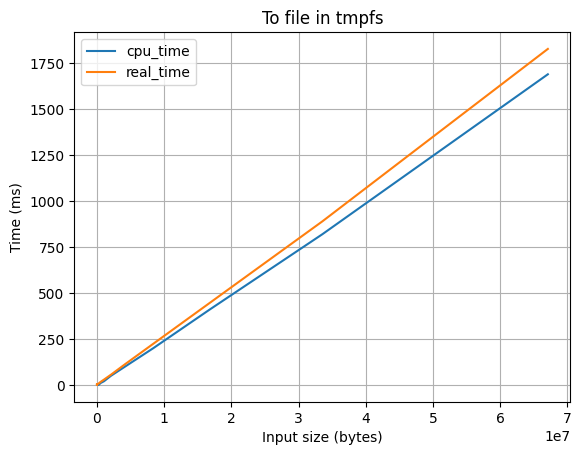 To file in tmpfs
cpu_time
real_time
Time (ms)
1750
1500
1250
1000
750
500
250
0
0 1 2 3 4 5 6 7
1e7
Input size (bytes)